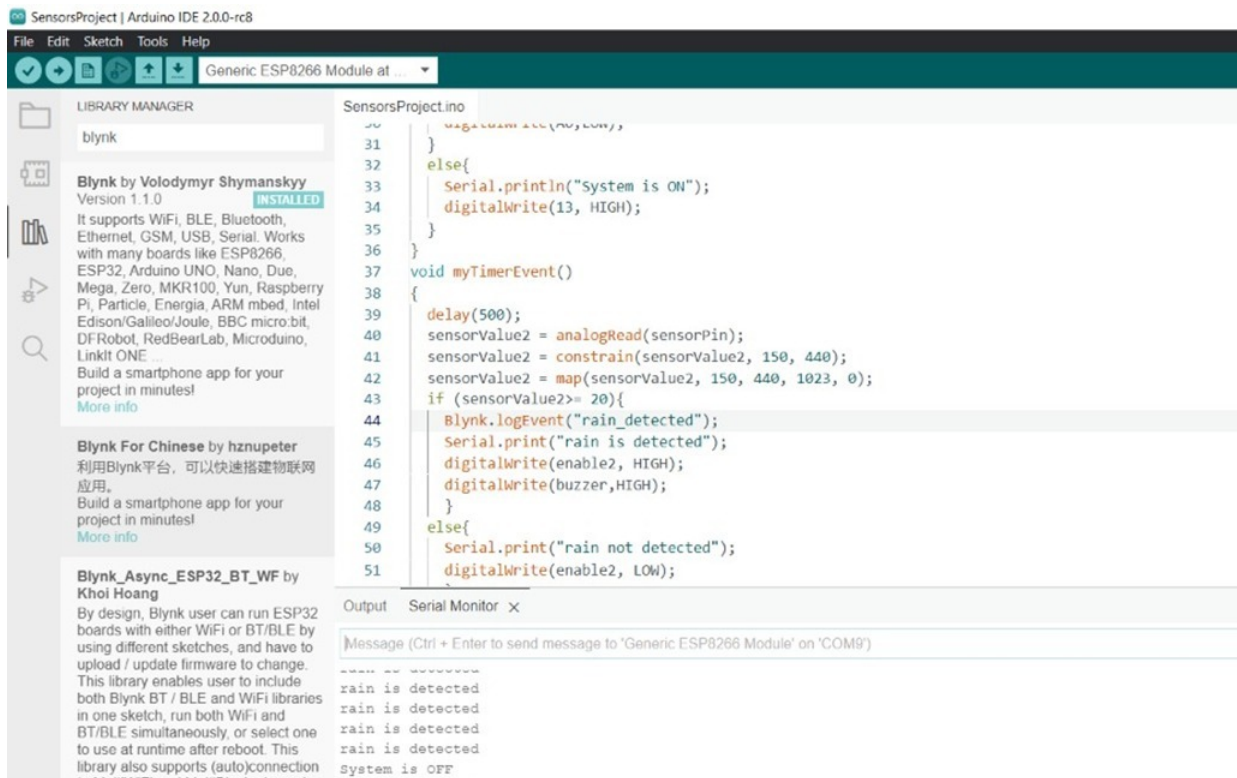 SensorsProject | Arduino IDE 2.0.0-rc8
File Edit Sketch Tools Help
Generic ESP8266 Module at ...
LIBRARY MANAGER
blynk
Blynk by Volodymyr Shymanskyy
Version 1.1.0
INSTALLED
It supports WiFi, BLE, Bluetooth,
Ethernet, GSM, USB, Serial. Works
with many boards like ESP8266,
ESP32, Arduino UNO, Nano, Due,
Mega, Zero, MKR100, Yun, Raspberry
Pi, Particle, Energia, ARM mbed, Intel
Edison/Galileo/Joule, BBC micro:bit,
DFRobot, RedBearLab, Microduino,
LinkIt ONE ...
Build a smartphone app for your
project in minutes!
More info
Blynk For Chinese by hznupeter
利用Blynk平台，可以快速搭建物联网
应用。
Build a smartphone app for your
project in minutes!
More info
Blynk_Async_ESP32_BT_WF by
Khoi Hoang
By design, Blynk user can run ESP32
boards with either WiFi or BT/BLE by
using different sketches, and have to
upload / update firmware to change.
This library enables user to include
both Blynk BT / BLE and WiFi libraries
in one sketch, run both WiFi and
BT/BLE simultaneously, or select one
to use at runtime after reboot. This
library also supports (auto)connection
SensorsProject.ino
30 digitalWrite(A0,LOW);
31 }
32 else{
33 Serial.println("System is ON");
34 digitalWrite(13, HIGH);
35 }
36 }
37 void myTimerEvent()
38 {
39 delay(500);
40 sensorValue2 = analogRead(sensorPin);
41 sensorValue2 = constrain(sensorValue2, 150, 440);
42 sensorValue2 = map(sensorValue2, 150, 440, 1023, 0);
43 if (sensorValue2>= 20){
44 Blynk.logEvent("rain_detected");
45 Serial.print("rain is detected");
46 digitalWrite(enable2, HIGH);
47 digitalWrite(buzzer,HIGH);
48 }
49 else{
50 Serial.print("rain not detected");
51 digitalWrite(enable2, LOW);
Output Serial Monitor
Message (Ctrl + Enter to send message to 'Generic ESP8266 Module' on 'COM9')
rain is detected
rain is detected
rain is detected
rain is detected
rain is detected
System is OFF